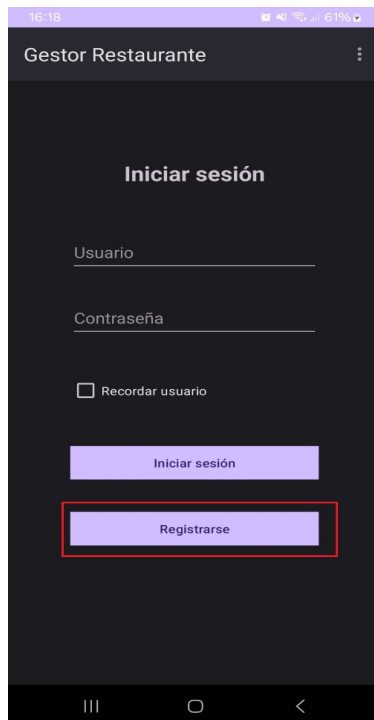 16:18
61%
Gestor Restaurante
Iniciar sesión
Usuario
Contraseña
Recordar usuario
Iniciar sesión
Registrarse